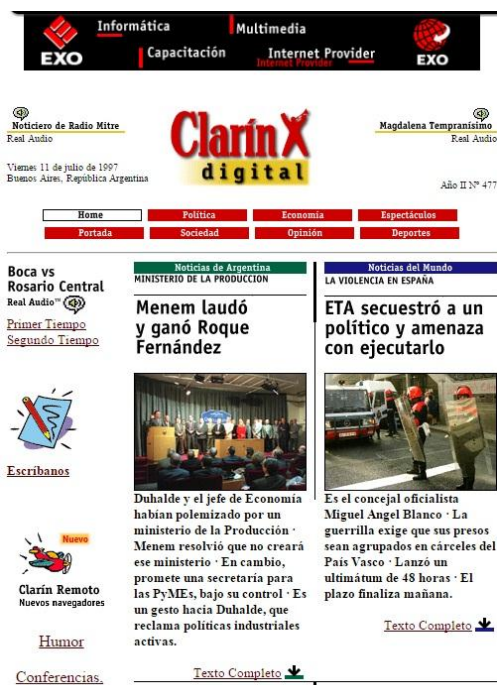 Informática
Multimedia
Capacitación
Internet Provider
Internet Provider
EXO
EXO
Noticiero de Radio Mitre
Real Audio
Viernes 11 de julio de 1997
Buenos Aires, República Argentina
Clarín X
digital
Magdalena Tempranísimo
Real Audio
Año II Nº 477
Home
Política
Economía
Espectáculos
Portada
Sociedad
Opinión
Deportes
Boca vs
Rosario Central
Real Audio™
Primer Tiempo
Segundo Tiempo
Escríbanos
Nuevo
Clarín Remoto
Nuevos navegadores
Humor
Conferencias.
Noticias de Argentina
MINISTERIO DE LA PRODUCCION
Menem laudó
y ganó Roque
Fernández
Duhalde y el jefe de Economía
habían polemizado por un
ministerio de la Producción ·
Menem resolvió que no creará
ese ministerio · En cambio,
promete una secretaría para
las PyMEs, bajo su control · Es
un gesto hacia Duhalde, que
reclama políticas industriales
activas.
Texto Completo
Noticias del Mundo
LA VIOLENCIA EN ESPAÑA
ETA secuestró a un
político y amenaza
con ejecutarlo
Es el concejal oficialista
Miguel Angel Blanco · La
guerrilla exige que sus presos
sean agrupados en cárceles del
País Vasco · Lanzó un
ultimátum de 48 horas · El
plazo finaliza mañana.
Texto Completo